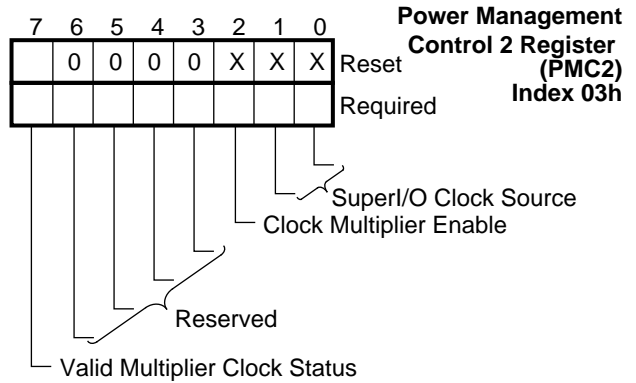 Power Management
Control 2 Register
(PMC2)
Index 03h
7 6 5 4 3 2 1 0
0 0 0 0 X X X Reset
Required
SuperI/O Clock Source
Clock Multiplier Enable
Reserved
Valid Multiplier Clock Status